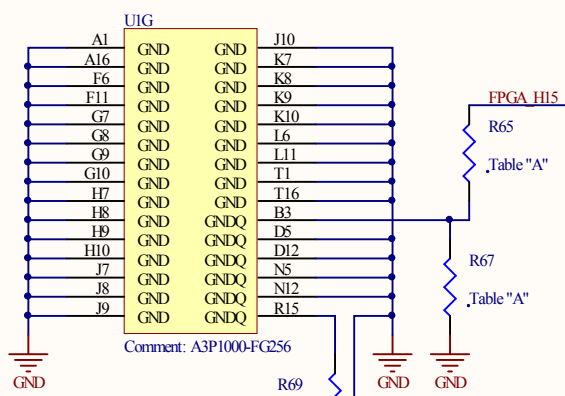 U1G
A1 GND GND J10
A16 GND GND K7
F6 GND GND K8
F11 GND GND K9
G7 GND GND K10
G8 GND GND L6
G9 GND GND L11
G10 GND GND T1
H7 GND GND T16
H8 GND GNDQ B3
H9 GND GNDQ D5
H10 GND GNDQ D12
J7 GND GNDQ N5
J8 GND GNDQ N12
J9 GND GNDQ R15
Comment: A3P1000-FG256
FPGA_H15
R65
Table "A"
R67
Table "A"
R69
GND
GND
GND